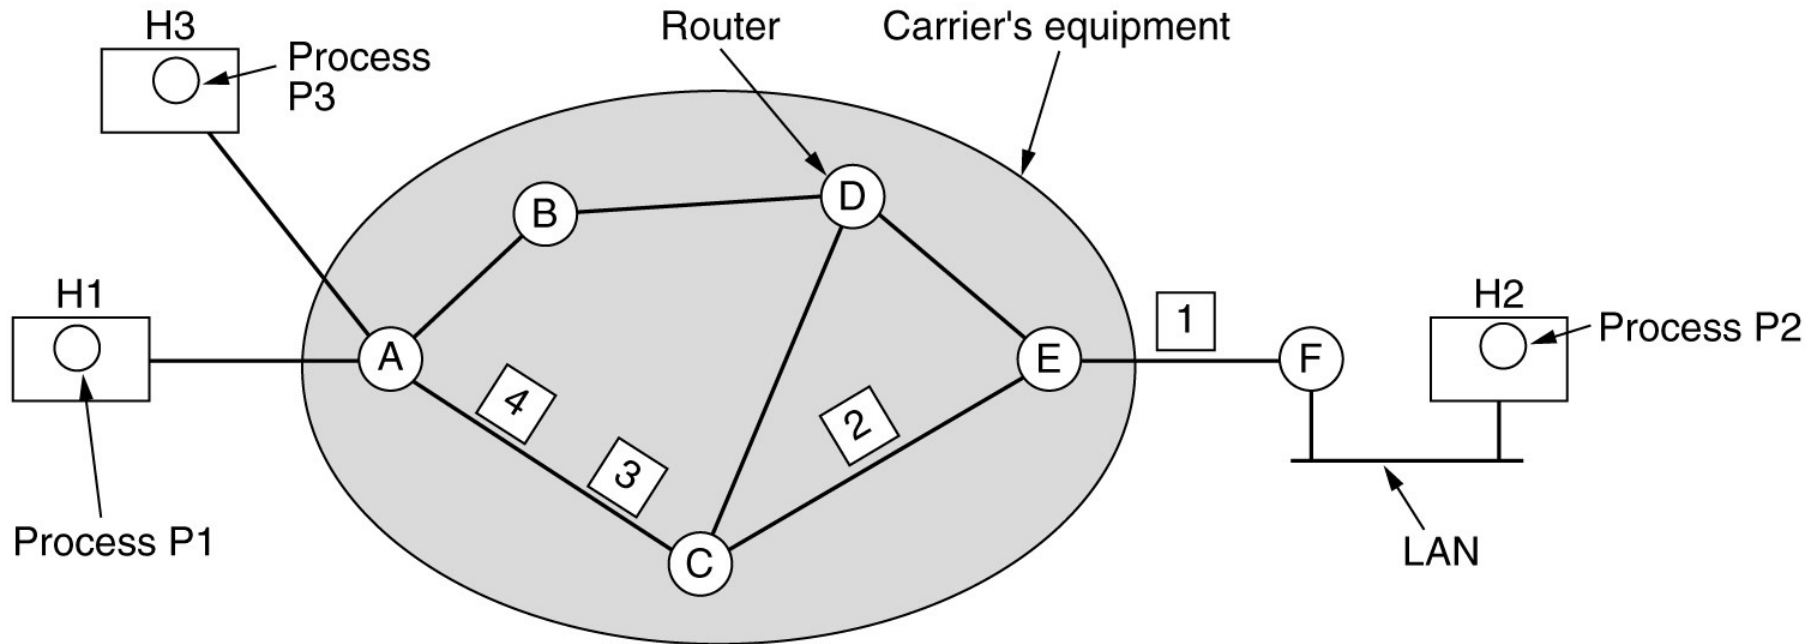 H3
Process
P3
Router
Carrier's equipment
B
D
H1
A
4
3
2
E
1
F
H2
Process P2
Process P1
C
LAN